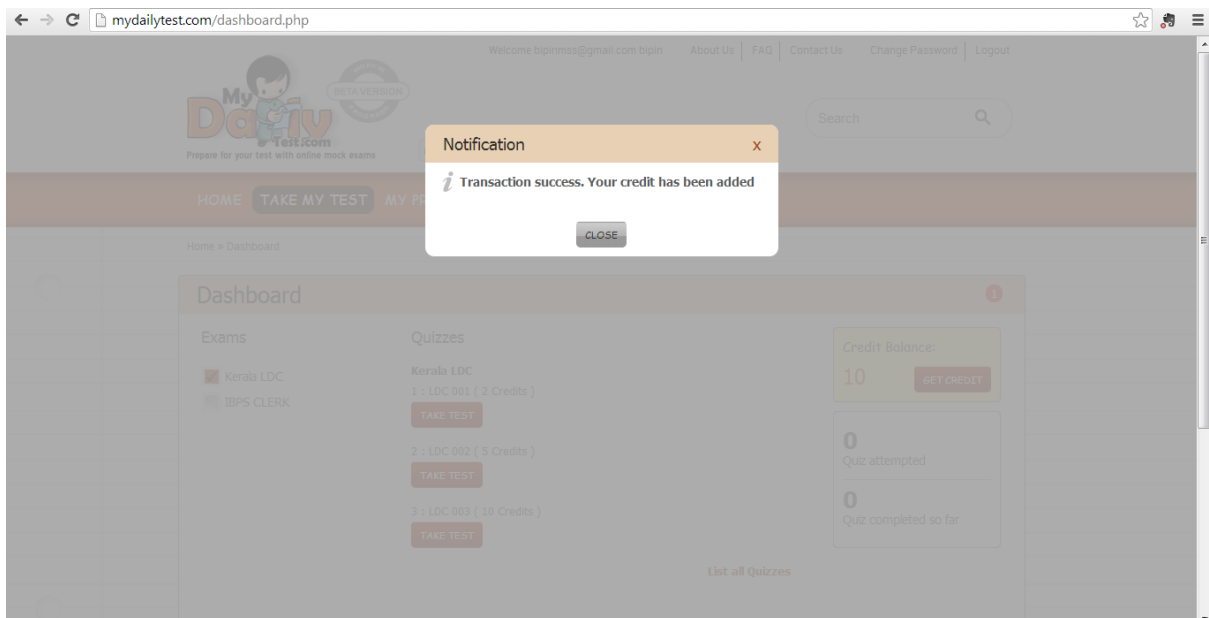 mydailytest.com/dashboard.php
Welcome bipinmss@gmail.com bipin About Us FAQ Contact Us Change Password Logout
My
Daily
Test.com
BETA VERSION
Prepare for your test with online mock exams
Search
Notification x
Transaction success. Your credit has been added
CLOSE
HOME TAKE MY TEST MY
Home » Dashboard
Dashboard
Exams
Kerala LDC
IBPS CLERK
Quizzes
Kerala LDC
1 : LDC 001 ( 2 Credits )
TAKE TEST
2 : LDC 002 ( 5 Credits )
TAKE TEST
3 : LDC 003 ( 10 Credits )
TAKE TEST
List all Quizzes
Credit Balance:
10 GET CREDIT
0
Quiz attempted
0
Quiz completed so far